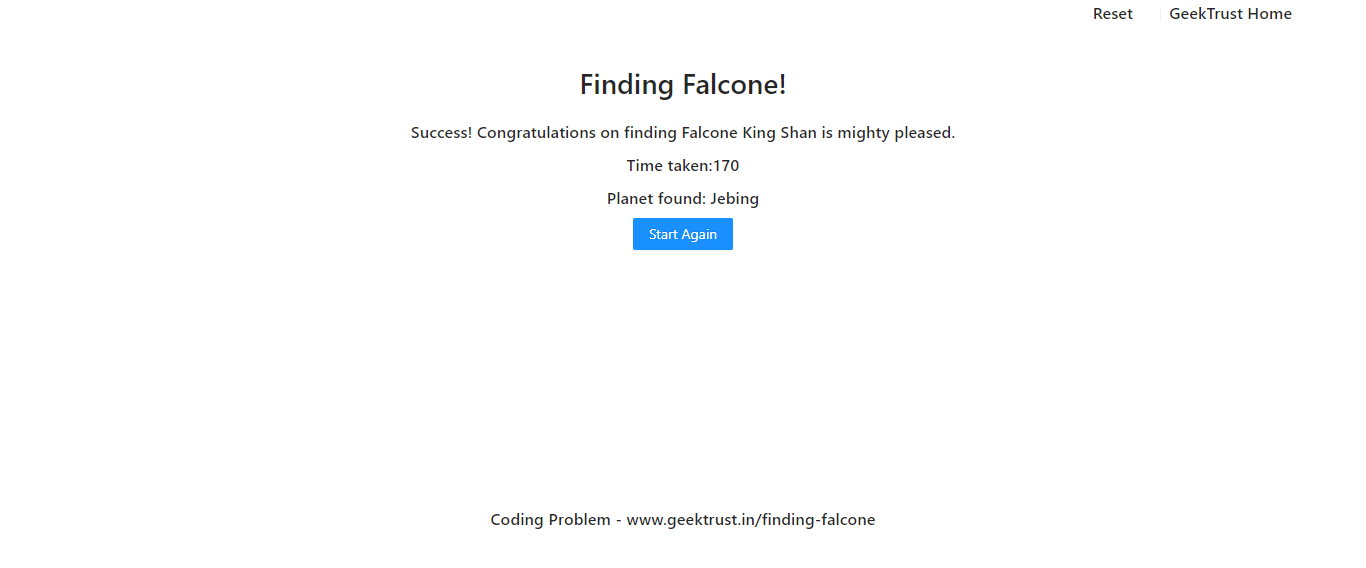 Reset GeekTrust Home
Finding Falcone!
Success! Congratulations on finding Falcone King Shan is mighty pleased.
Time taken:170
Planet found: Jebing
Start Again
Coding Problem - www.geektrust.in/finding-falcone